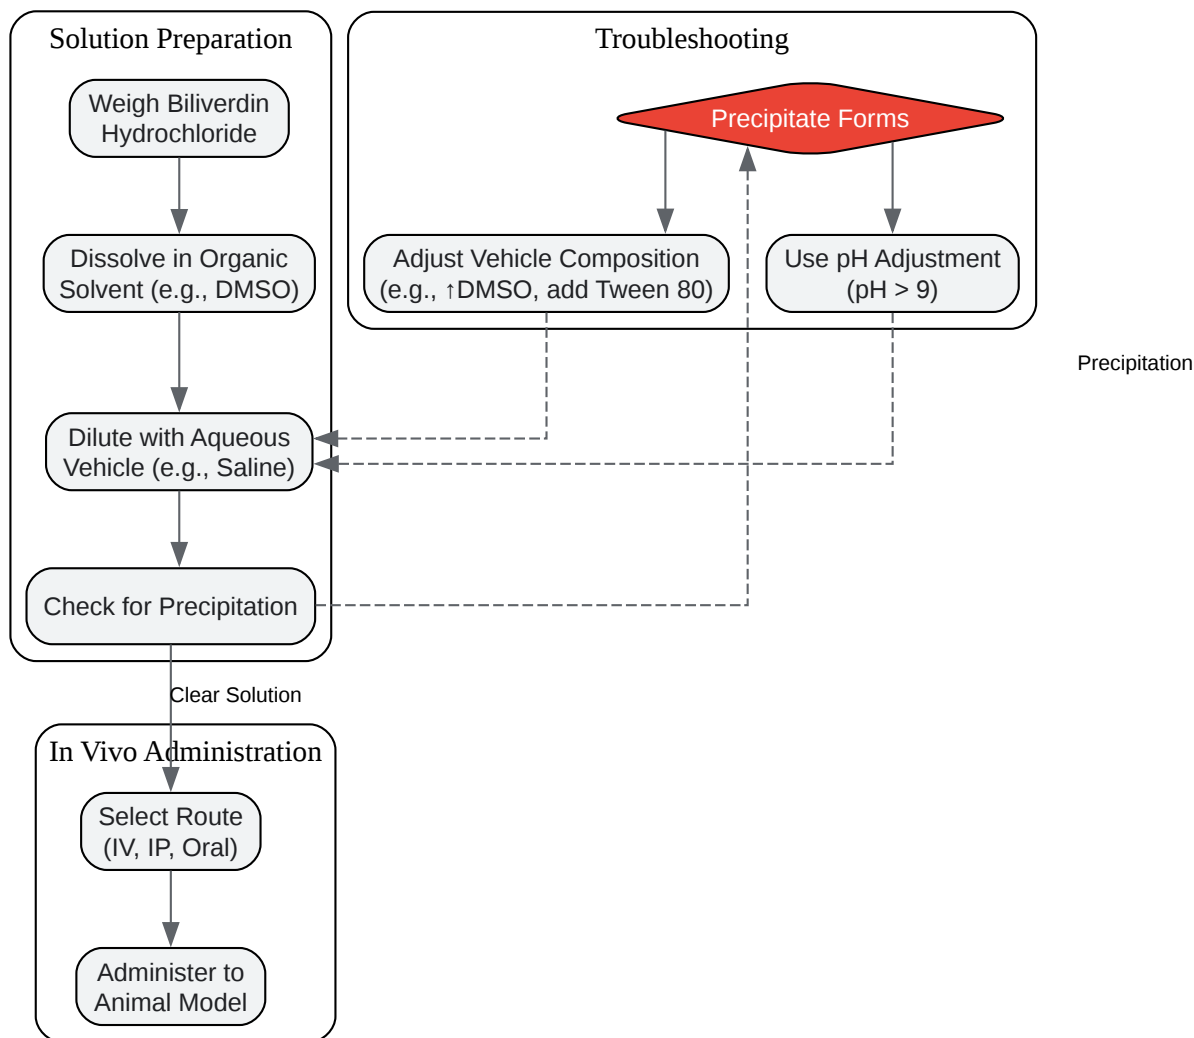 Solution Preparation
Weigh Biliverdin
Hydrochloride
Dissolve in Organic
Solvent (e.g., DMSO)
Dilute with Aqueous
Vehicle (e.g., Saline)
Check for Precipitation
Troubleshooting
Precipitate Forms
Adjust Vehicle Composition
(e.g., ↑DMSO, add Tween 80)
Use pH Adjustment
(pH > 9)
Precipitation
Clear Solution
In Vivo Administration
Select Route
(IV, IP, Oral)
Administer to
Animal Model